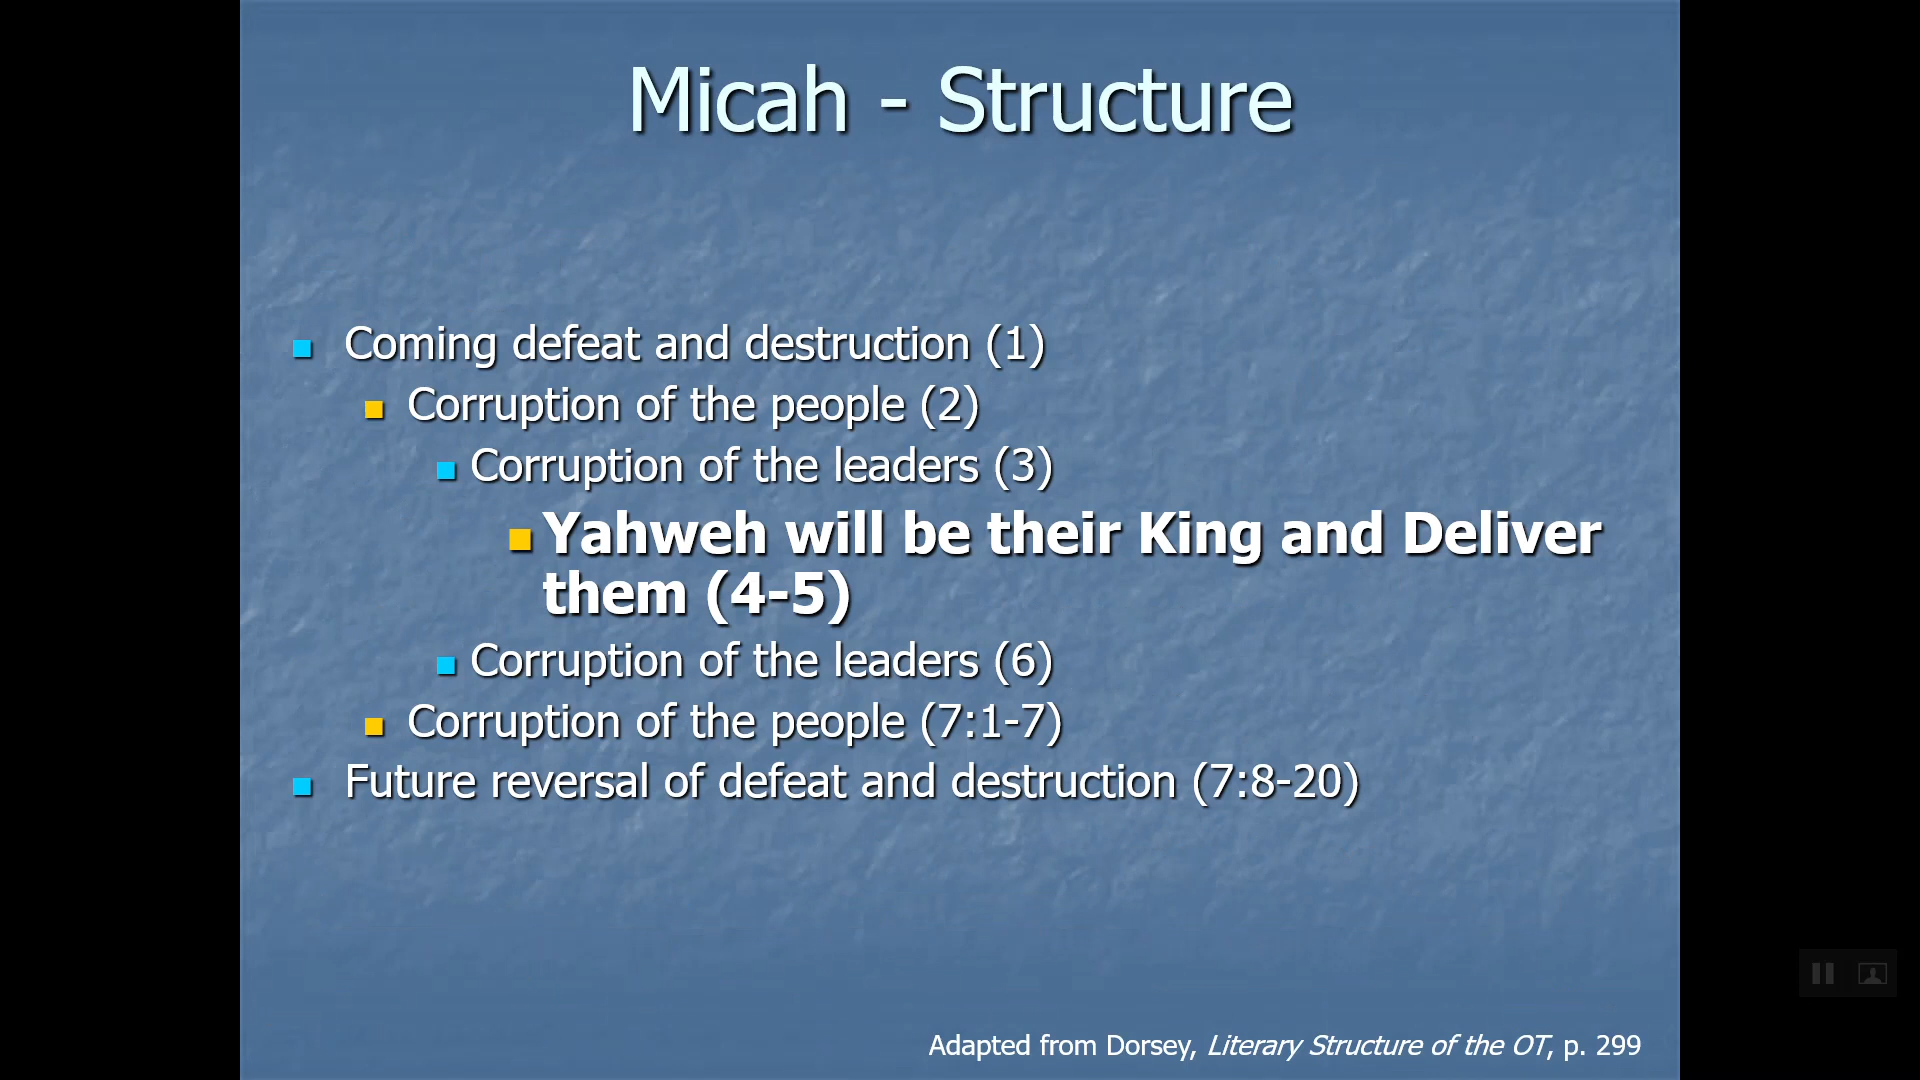 Micah - Structure
Coming defeat and destruction (1)
Corruption of the people (2)
Corruption of the leaders (3)
Yahweh will be their King and Deliver
them (4-5)
Corruption of the leaders (6)
Corruption of the people (7:1-7)
Future reversal of defeat and destruction (7:8-20)
Adapted from Dorsey, Literary Structure of the OT, p. 299